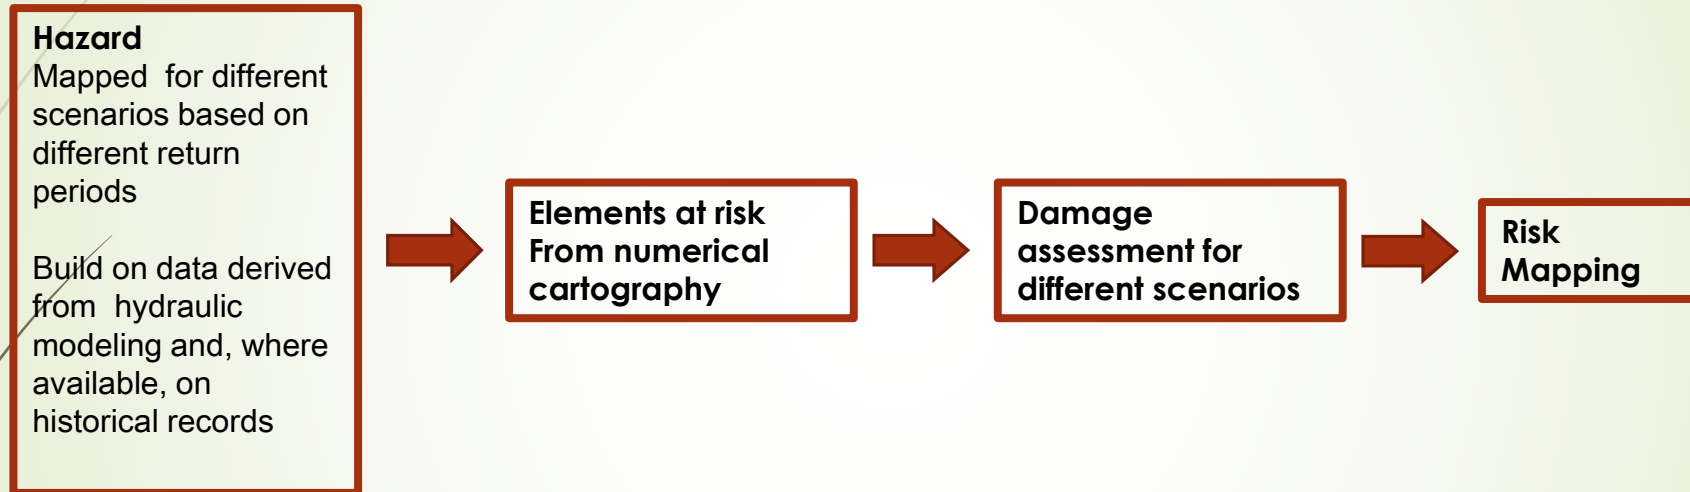 Hazard
Mapped  for different
scenarios based on
different return
periods
Build on data derived
from  hydraulic
modeling and, where
available, on
historical records
Elements at risk
From numerical
cartography
Damage
assessment for
different scenarios
Risk
Mapping